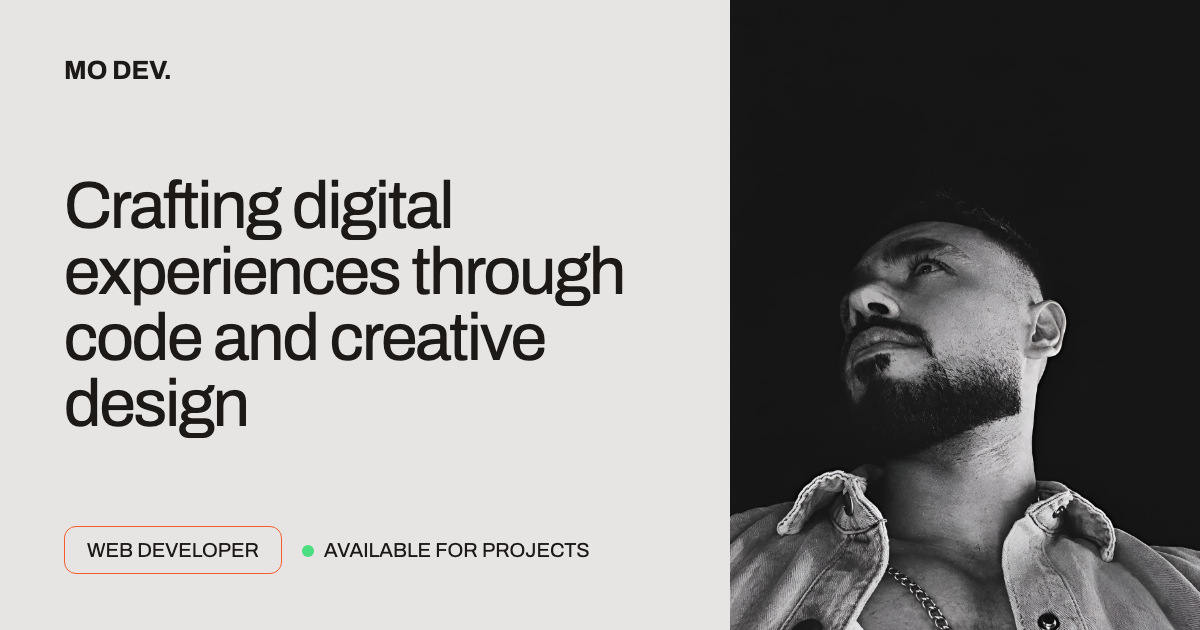 MO DEV.
Crafting digital
experiences through
code and creative
design
WEB DEVELOPER
AVAILABLE FOR PROJECTS